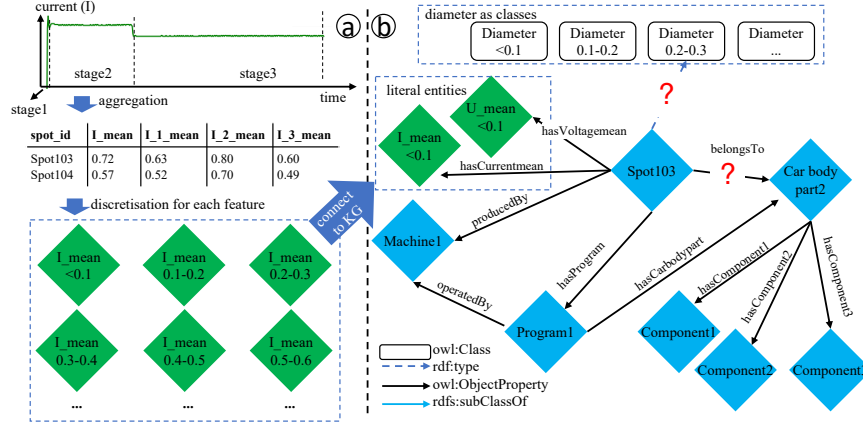 current (I)
stage2
stage3
stage1
time
a
aggregation
spot_id I_mean I_1_mean I_2_mean I_3_mean
Spot103 0.72 0.63 0.80 0.60
Spot104 0.57 0.52 0.70 0.49
discretisation for each feature
I_mean
<0.1
I_mean
0.1-0.2
I_mean
0.2-0.3
I_mean
0.3-0.4
I_mean
0.4-0.5
I_mean
0.5-0.6
... ... ...
connect
to KG
b
diameter as classes
Diameter
<0.1
Diameter
0.1-0.2
Diameter
0.2-0.3
Diameter
...
literal entities
U_mean
<0.1
I_mean
<0.1
hasVoltagemean
hasCurrentmean
?
belongsTo
?
Spot103
Car body
part2
producedBy
Machine1
operatedBy
hasProgram
hasCarbodypart
hasComponent1
hasComponent2
hasComponent3
Program1
Component1
Component2
owl:Class
rdf:type
owl:ObjectProperty
rdfs:subClassOf